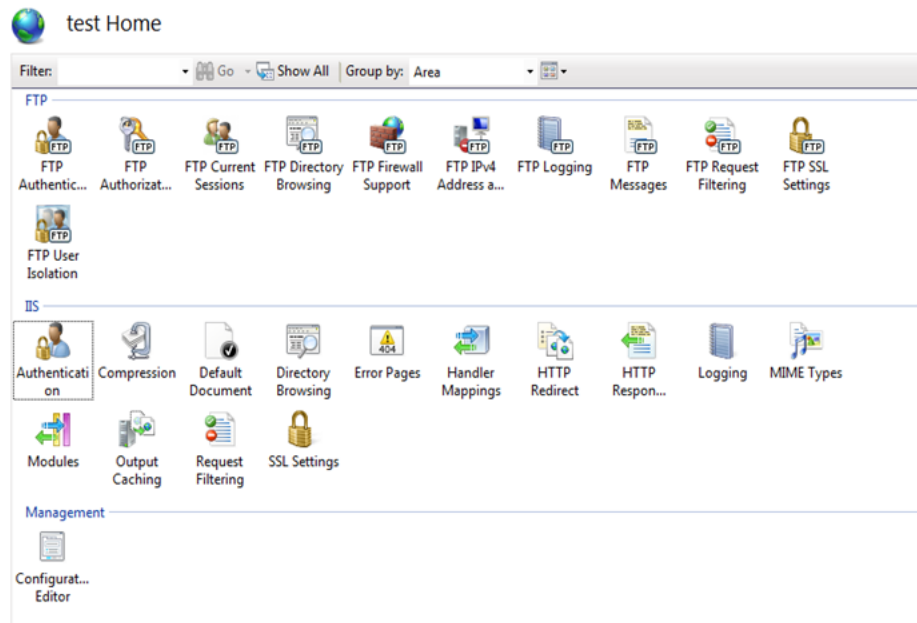 test Home
Filter: Go Show All Group by: Area
FTP
FTP FTP FTP FTP FTP FTP FTP FTP FTP FTP
FTP FTP FTP Current FTP Directory FTP Firewall FTP IPv4 FTP Logging FTP FTP Request FTP SSL
Authentic... Authorizat... Sessions Browsing Support Address a... Messages Filtering Settings
FTP
FTP User
Isolation
IIS
404
Authenticati Compression Default Directory Error Pages Handler HTTP HTTP Logging MIME Types
on Document Browsing Mappings Redirect Respon...
Modules Output Request SSL Settings
Caching Filtering
Management
Configurat...
Editor